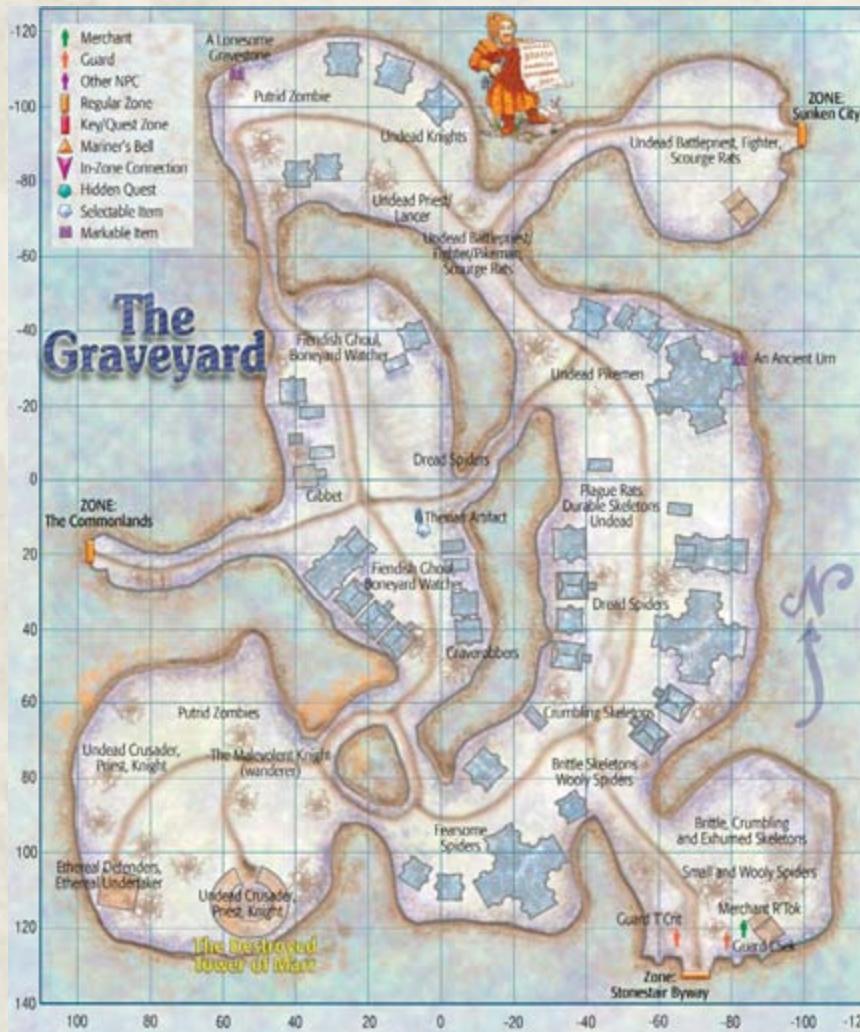 -120
-100
-80
-60
-40
-20
0
20
40
60
80
100
120
140
Merchant
Guard
Other NPC
Regular Zone
Key/Quest Zone
Mariner's Bell
In-Zone Connection
Hidden Quest
Selectable Item
Markable Item
A Lonesome
Gravestone
Putrid Zombie
Undead Knights
ZONE:
Sunken City
Undead Battlepriest, Fighter,
Scourge Rats
Undead Priest/
Lancer
Undead Battlepriest/
Fighter/Pikeman,
Scourge Rats
The
Graveyard
Fiendish Ghoul,
Boneyard Watcher
An Ancient Urn
Undead Pikemen
Dread Spiders
Gibbet
Plague Rats,
Durable Skeletons
Undead
ZONE:
The Commonlands
Thexian Artifact
Fiendish Ghoul
Boneyard Watcher
Dread Spiders
N
Graverobbers
Putrid Zombies
Crumbling Skeletons
Undead Crusader,
Priest, Knight
The Malevolent Knight
(wanderer)
Brittle Skeletons
Wooly Spiders
Fearsome
Spiders
Brittle, Crumbling
and Exhumed Skeletons
Ethereal Defenders,
Ethereal Undertaker
Small and Wooly Spiders
Undead Crusader,
Priest, Knight
Merchant R'Tok
Guard T'Crit
The Destroyed
Tower of Marr
Zone:
Stonestair Byway
100
80
60
40
20
0
-20
-40
-60
-80
-100